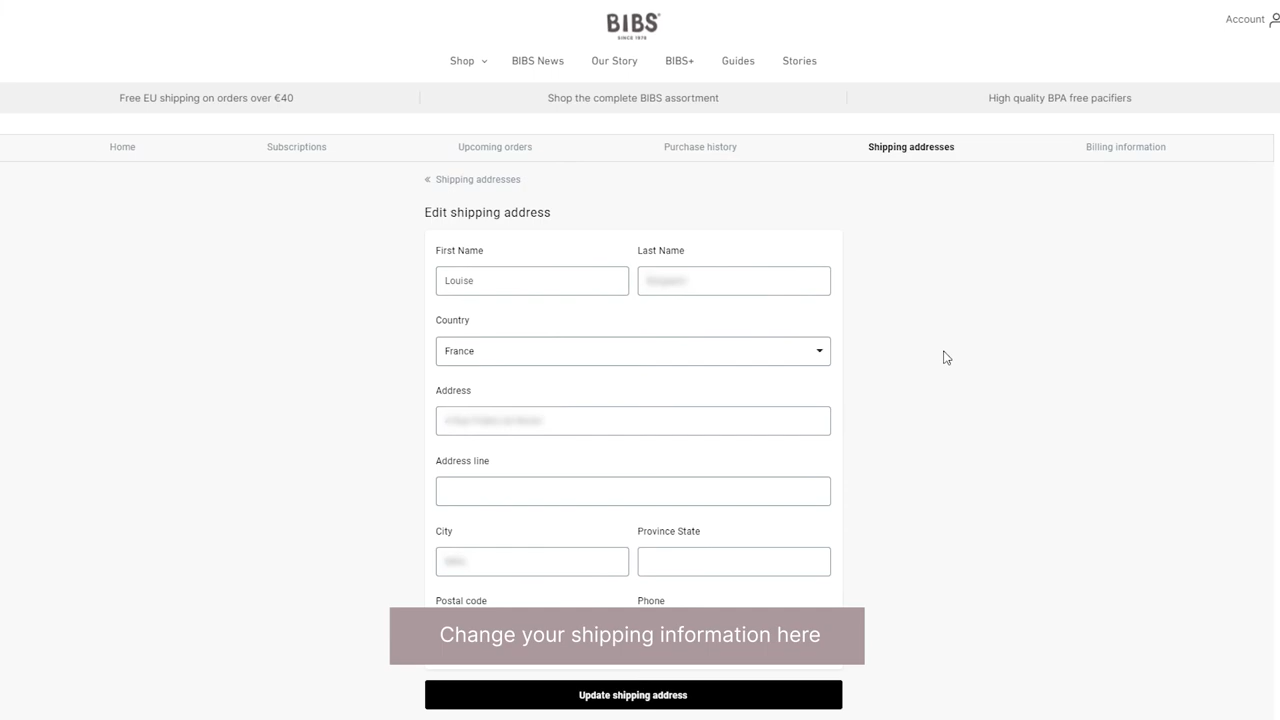 BIBS
SINCE 1978
Account
Shop BIBS News Our Story BIBS+ Guides Stories
Free EU shipping on orders over €40 Shop the complete BIBS assortment High quality BPA free pacifiers
Home Subscriptions Upcoming orders Purchase history Shipping addresses Billing information
« Shipping addresses
Edit shipping address
First Name Last Name
Louise
Country
France
Address
Address line
City Province State
Postal code Phone
Change your shipping information here
Update shipping address